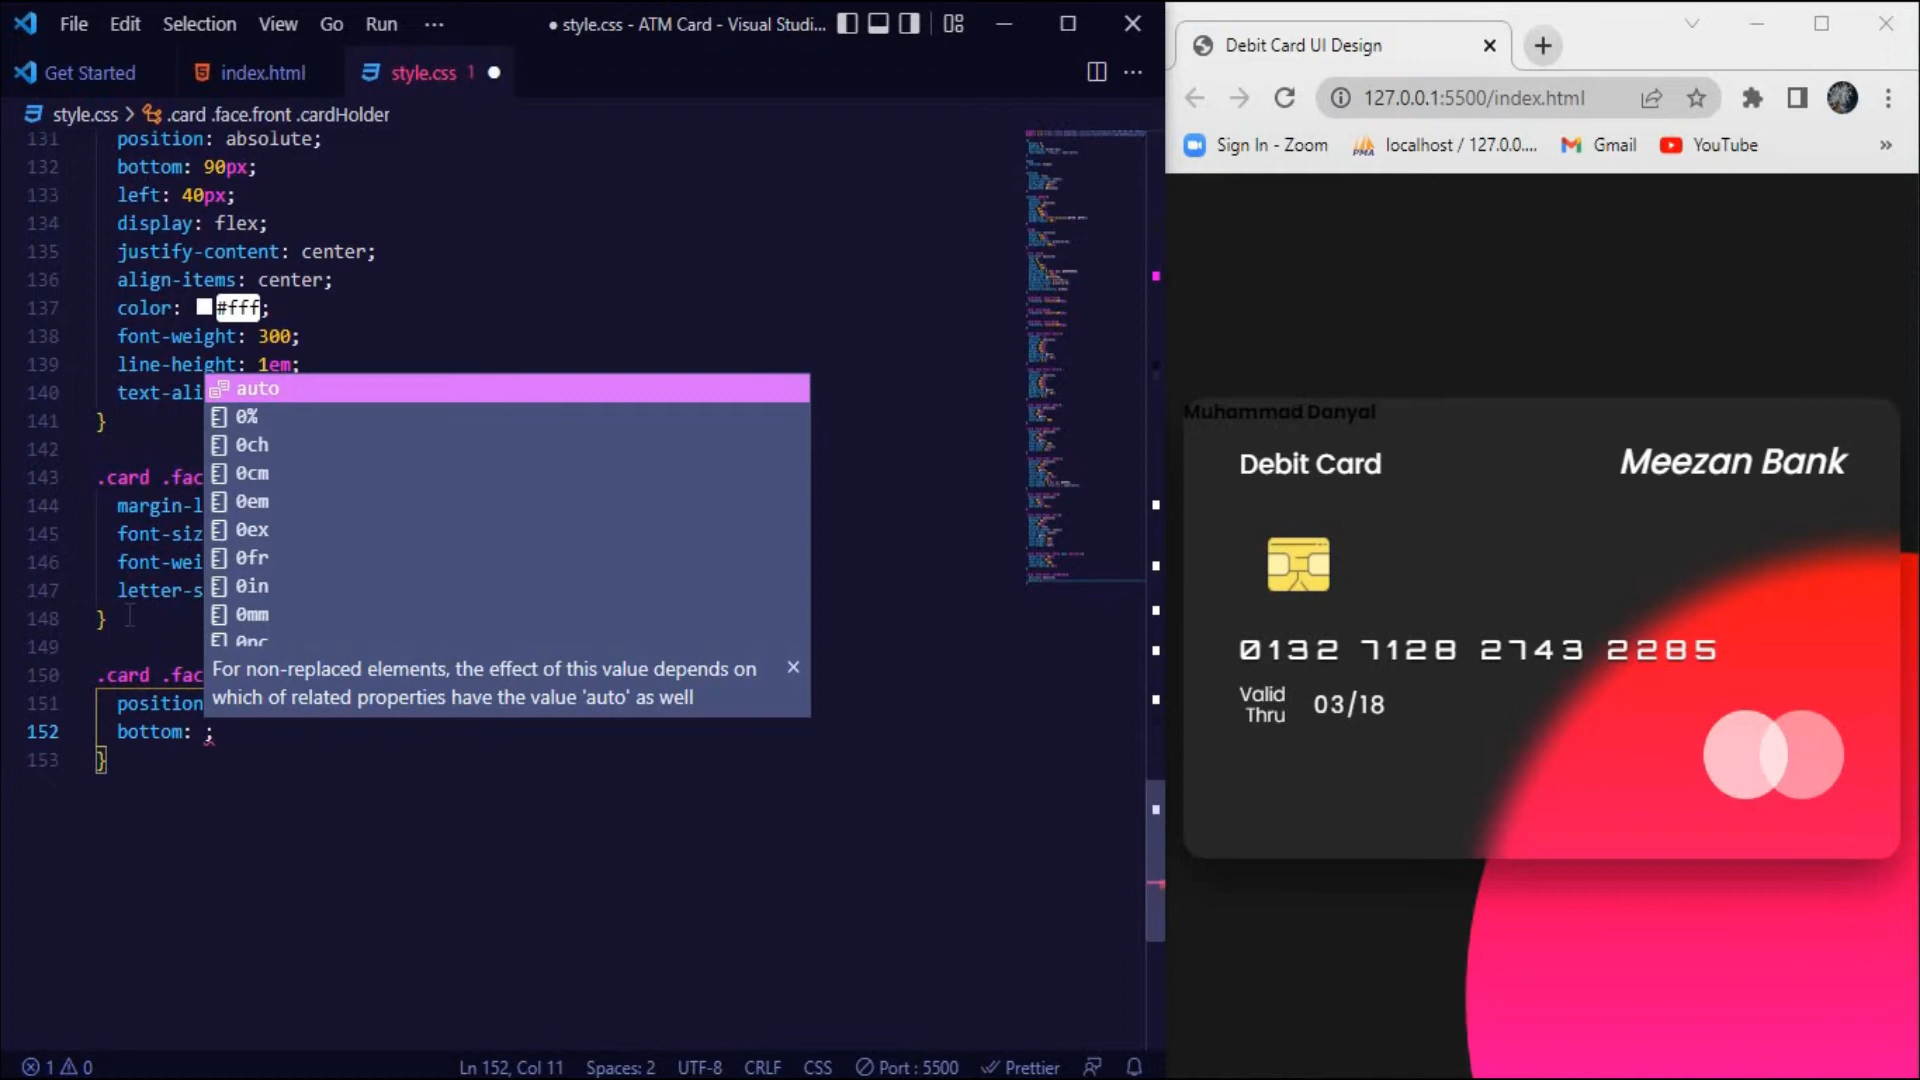 File Edit Selection View Go Run ···
● style.css - ATM Card - Visual Studi...
Get Started
index.html
style.css 1
style.css > .card .face.front .cardHolder
131 position: absolute;
132 bottom: 90px;
133 left: 40px;
134 display: flex;
135 justify-content: center;
136 align-items: center;
137 color: #fff;
138 font-weight: 300;
139 line-height: 1em;
140 text-ali
141 }
142
143 .card .fac
144 margin-l
145 font-siz
146 font-wei
147 letter-s
148 }
149
150 .card .fac
151 position
152 bottom: ;
153 }
auto
0%
0ch
0cm
0em
0ex
0fr
0in
0mm
0pc
For non-replaced elements, the effect of this value depends on
which of related properties have the value 'auto' as well
1 0
Ln 152, Col 11
Spaces: 2
UTF-8
CRLF
CSS
Port : 5500
Prettier
Debit Card UI Design
127.0.0.1:5500/index.html
Sign In - Zoom
PMA
localhost / 127.0.0....
Gmail
YouTube
»
Muhammad Danyal
Debit Card
Meezan Bank
0132 7128 2743 2285
Valid
Thru
03/18